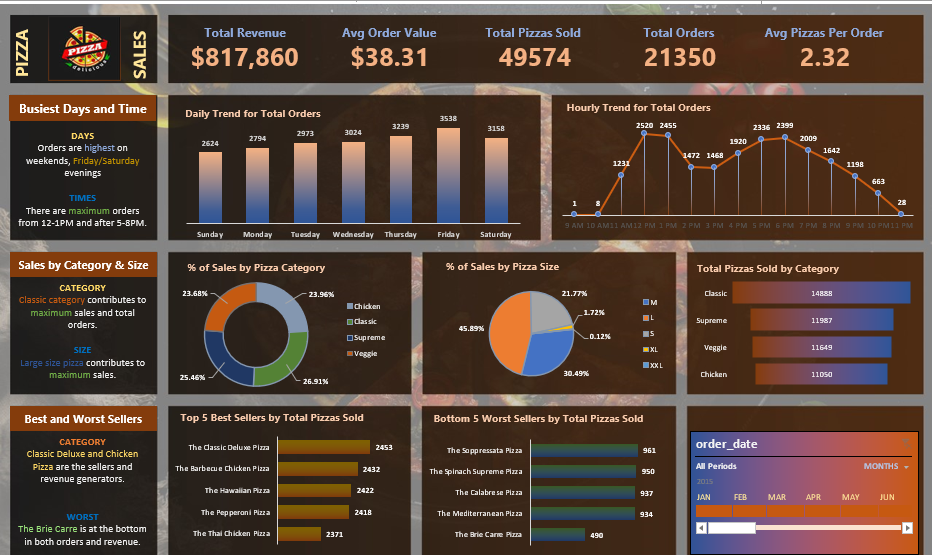 PIZZA
PIZZA
delicious
SALES
Total Revenue
$817,860
Avg Order Value
$38.31
Total Pizzas Sold
49574
Total Orders
21350
Avg Pizzas Per Order
2.32
Busiest Days and Time
DAYS
Orders are highest on
weekends, Friday/Saturday
evenings
TIMES
There are maximum orders
from 12-1PM and after 5-8PM.
Daily Trend for Total Orders
2624
2794
2973
3024
3239
3538
3158
Sunday
Monday
Tuesday
Wednesday
Thursday
Friday
Saturday
Hourly Trend for Total Orders
1
8
1231
2520
2455
1472
1468
1920
2336
2399
2009
1642
1198
663
28
9 AM 10 AM 11 AM 12 PM 1 PM 2 PM 3 PM 4 PM 5 PM 6 PM 7 PM 8 PM 9 PM 10 PM 11 PM
Sales by Category & Size
CATEGORY
Classic category contributes to
maximum sales and total
orders.
SIZE
Large size pizza contributes to
maximum sales.
% of Sales by Pizza Category
23.68%
23.96%
25.46%
26.91%
Chicken
Classic
Supreme
Veggie
% of Sales by Pizza Size
21.77%
1.72%
0.12%
45.89%
30.49%
M
L
S
XL
XXL
Total Pizzas Sold by Category
Classic
14888
Supreme
11987
Veggie
11649
Chicken
11050
Best and Worst Sellers
CATEGORY
Classic Deluxe and Chicken
Pizza are the sellers and
revenue generators.
WORST
The Brie Carre is at the bottom
in both orders and revenue.
Top 5 Best Sellers by Total Pizzas Sold
The Classic Deluxe Pizza 2453
The Barbecue Chicken Pizza 2432
The Hawaiian Pizza 2422
The Pepperoni Pizza 2418
The Thai Chicken Pizza 2371
Bottom 5 Worst Sellers by Total Pizzas Sold
The Soppressata Pizza 961
The Spinach Supreme Pizza 950
The Calabrese Pizza 937
The Mediterranean Pizza 934
The Brie Carre Pizza 490
order_date
All Periods
MONTHS
2015
JAN FEB MAR APR MAY JUN